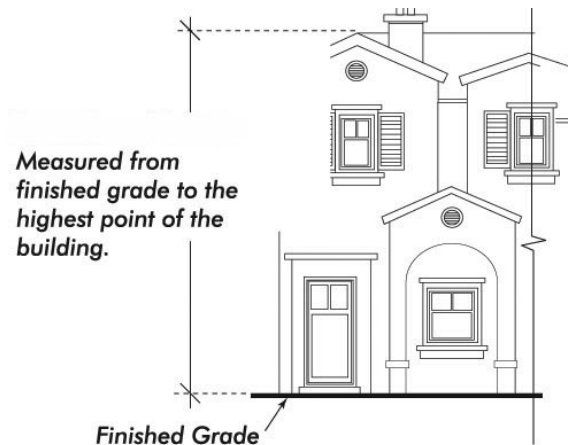 Measured from
finished grade to the
highest point of the
building.
Finished Grade